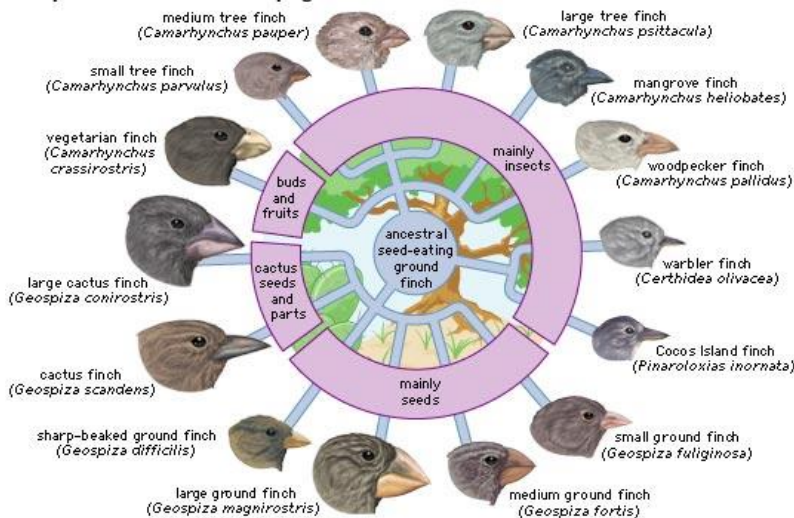 medium tree finch
(Camarhynchus pauper)
large tree finch
(Camarhynchus psittacula)
small tree finch
(Camarhynchus parvulus)
mangrove finch
(Camarhynchus heliobates)
vegetarian finch
(Camarhynchus
crassirostris)
woodpecker finch
(Camarhynchus pallidus)
mainly
insects
buds
and
fruits
ancestral
seed-eating
ground
finch
warbler finch
(Certhidea olivacea)
large cactus finch
(Geospiza conirostris)
cactus
seeds
and
parts
Cocos Island finch
(Pinaroloxias inornata)
cactus finch
(Geospiza scandens)
mainly
seeds
sharp-beaked ground finch
(Geospiza difficilis)
small ground finch
(Geospiza fuliginosa)
large ground finch
(Geospiza magnirostris)
medium ground finch
(Geospiza fortis)